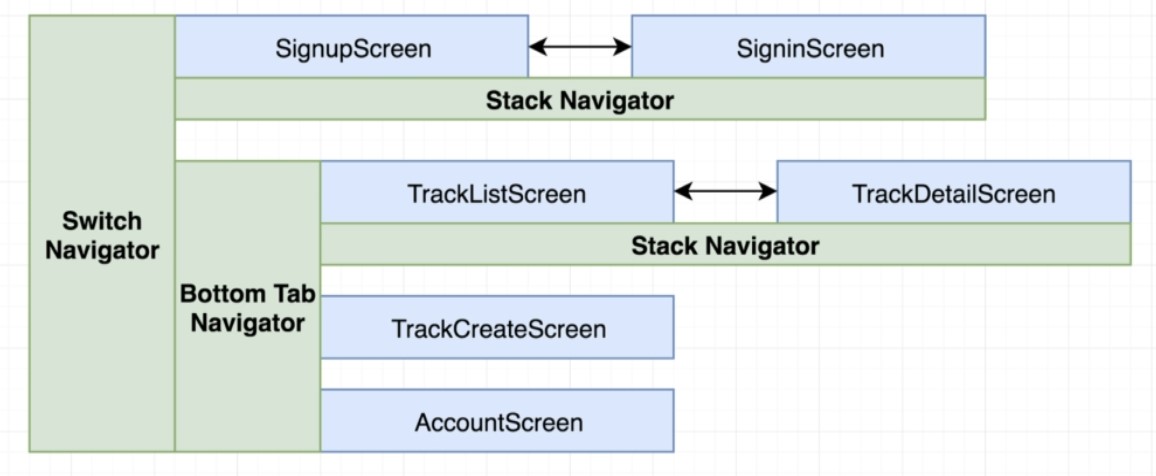 SignupScreen
SigninScreen
Stack Navigator
Switch
Navigator
TrackListScreen
TrackDetailScreen
Stack Navigator
Bottom Tab
Navigator
TrackCreateScreen
AccountScreen